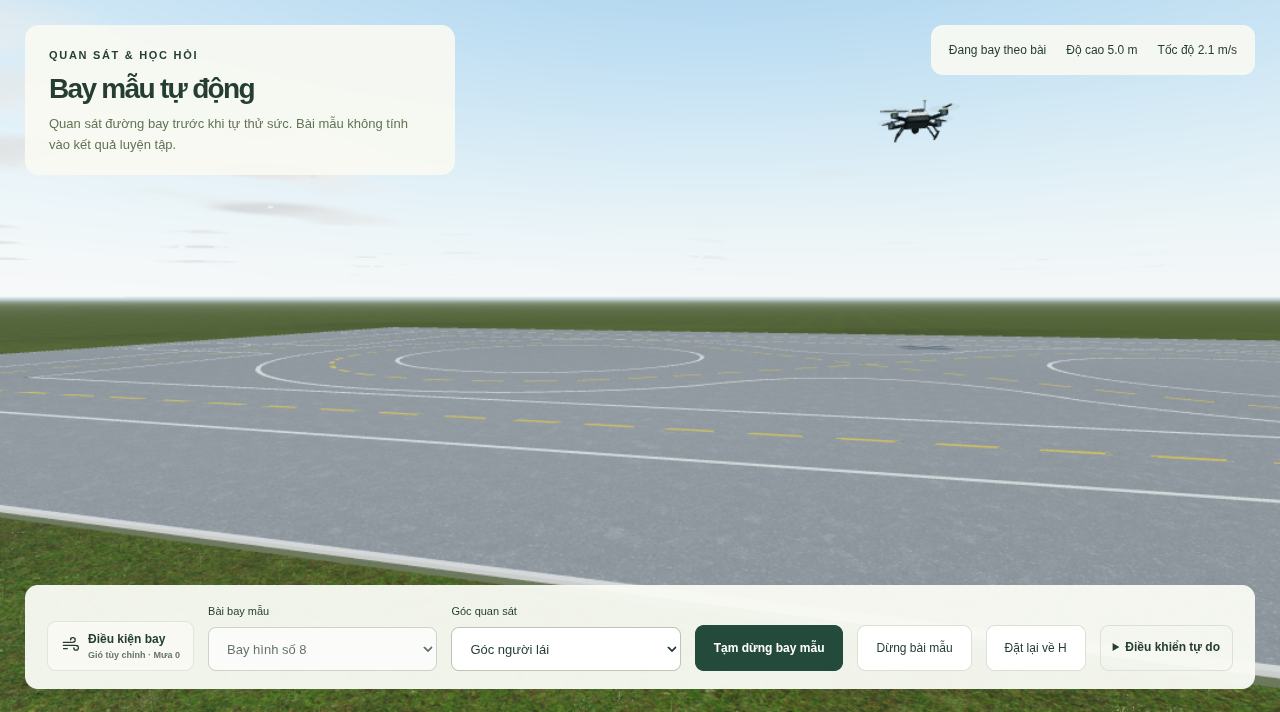 QUAN SÁT & HỌC HỎI
Bay mẫu tự động
Quan sát đường bay trước khi tự thử sức. Bài mẫu không tính
vào kết quả luyện tập.
Đang bay theo bài Độ cao 5.0 m Tốc độ 2.1 m/s
Điều kiện bay
Gió tùy chỉnh · Mưa 0
Bài bay mẫu
Bay hình số 8
Góc quan sát
Góc người lái
Tạm dừng bay mẫu
Dừng bài mẫu
Đặt lại về H
Điều khiển tự do